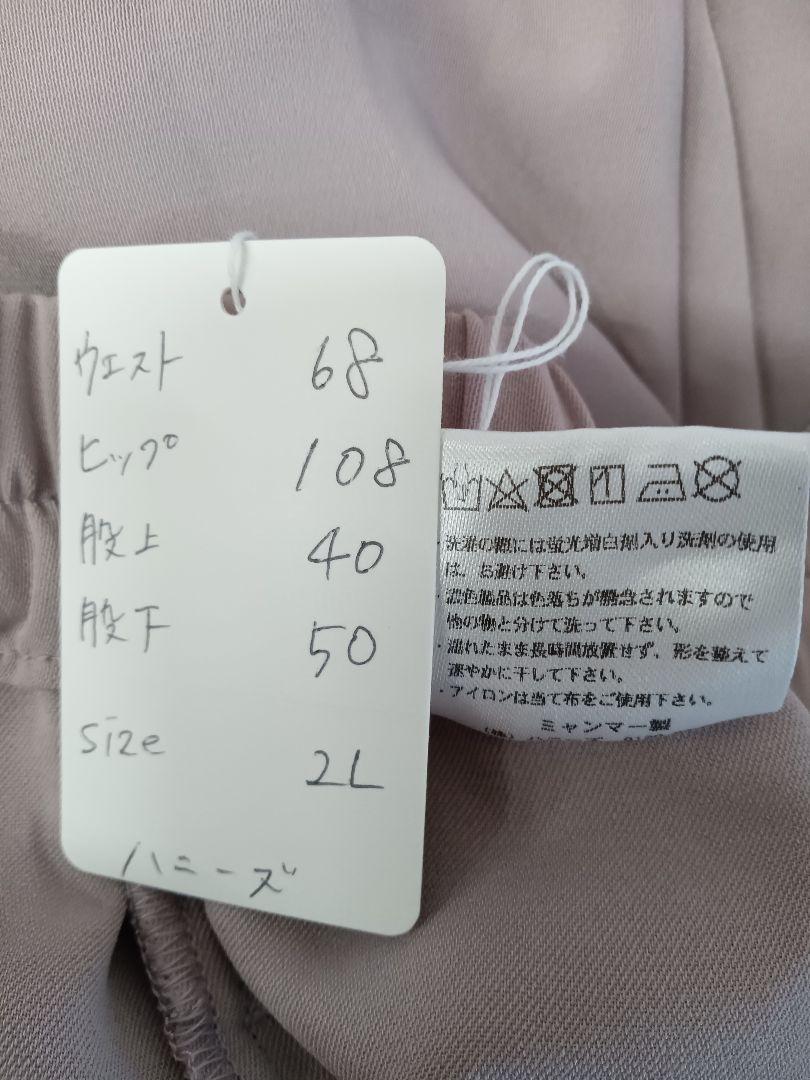 ウエスト 68
ヒップ 108
股上 40
股下 50
Size 2L
ハニーズ
・洗濯の際には蛍光増白剤入り洗剤の使用
は、お避け下さい。
・濃色製品は色落ちが懸念されますので
他の物と分けて洗って下さい。
・濡れたまま長時間放置せず、形を整えて
速やかに干して下さい。
・アイロンは当て布をご使用下さい。
ミャンマー製